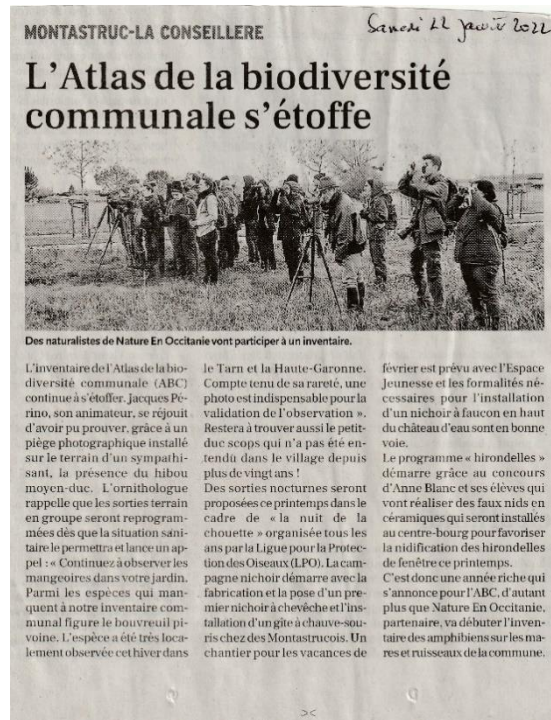 MONTASTRUC-LA CONSEILLERE
Samedi 22 janvier 2022
L'Atlas de la biodiversité
communale s'étoffe
Des naturalistes de Nature En Occitanie vont participer à un inventaire.
L'inventaire de l'Atlas de la bio-
diversité communale (ABC)
continue à s'étoffer. Jacques Pé-
rino, son animateur, se réjouit
d'avoir pu prouver, grâce à un
piège photographique installé
sur le terrain d'un sympathi-
sant, la présence du hibou
moyen-duc. L'ornithologue
rappelle que les sorties terrain
en groupe seront reprogram-
mées dès que la situation sani-
taire le permettra et lance un ap-
pel : « Continuez à observer les
mangeoires dans votre jardin.
Parmi les espèces qui man-
quent à notre inventaire com-
munal figure le bouvreuil pi-
voine. L'espèce a été très loca-
lement observée cet hiver dans
le Tarn et la Haute-Garonne.
Compte tenu de sa rareté, une
photo est indispensable pour la
validation de l'observation ».
Restera à trouver aussi le petit-
duc scops qui n'a pas été en-
tendu dans le village depuis
plus de vingt ans !
Des sorties nocturnes seront
proposées ce printemps dans le
cadre de « la nuit de la
chouette » organisée tous les
ans par la Ligue pour la Protec-
tion des Oiseaux (LPO). La cam-
pagne nichoir démarre avec la
fabrication et la pose d'un pre-
mier nichoir à chevêche et l'ins-
tallation d'un gîte à chauve-sou-
ris chez des Montastrucois. Un
chantier pour les vacances de
février est prévu avec l'Espace
Jeunesse et les formalités né-
cessaires pour l'installation
d'un nichoir à faucon en haut
du château d'eau sont en bonne
voie.
Le programme « hirondelles »
démarre grâce au concours
d'Anne Blanc et ses élèves qui
vont réaliser des faux nids en
céramiques qui seront installés
au centre-bourg pour favoriser
la nidification des hirondelles
de fenêtre ce printemps.
C'est donc une année riche qui
s'annonce pour l'ABC, d'autant
plus que Nature En Occitanie,
partenaire, va débuter l'inven-
taire des amphibiens sur les ma-
res et ruisseaux de la commune.